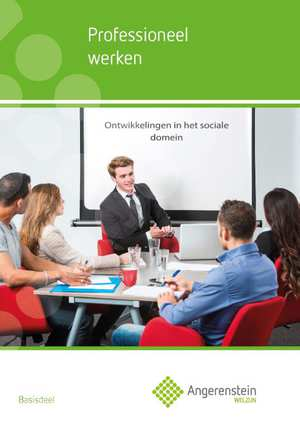 Professioneel
werken
Ontwikkelingen in het sociale
domein
Basisdeel
Angerenstein
WELZIJN